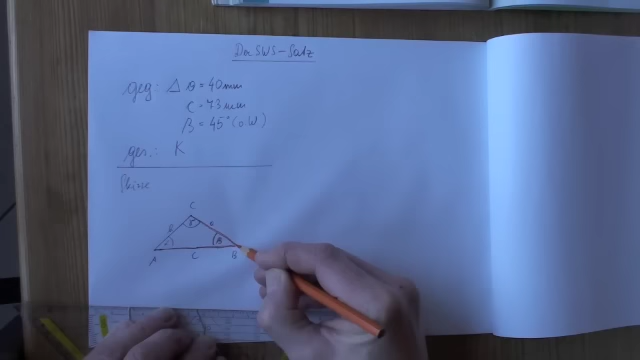 Der SWS-Satz
geg: Δ a = 40mm
c = 73mm
β = 45° (o.W)
ges.: K
Skizze
C
b γ a
α β
A c B